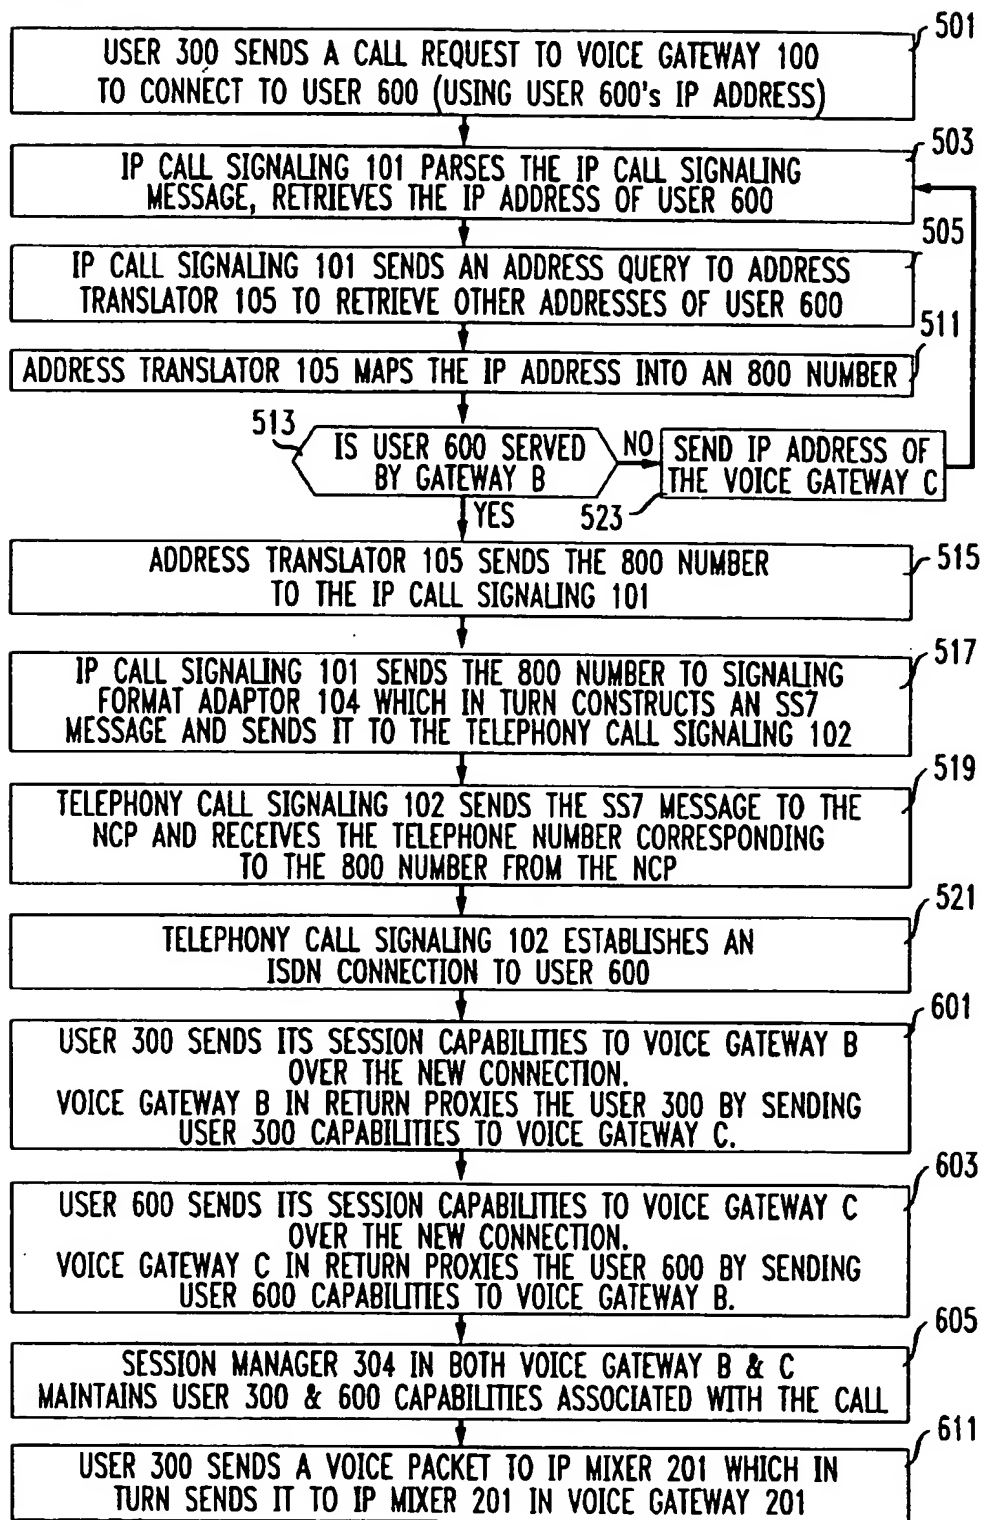 501
USER 300 SENDS A CALL REQUEST TO VOICE GATEWAY 100
TO CONNECT TO USER 600 (USING USER 600's IP ADDRESS)
503
IP CALL SIGNALING 101 PARSES THE IP CALL SIGNALING
MESSAGE, RETRIEVES THE IP ADDRESS OF USER 600
505
IP CALL SIGNALING 101 SENDS AN ADDRESS QUERY TO ADDRESS
TRANSLATOR 105 TO RETRIEVE OTHER ADDRESSES OF USER 600
511
ADDRESS TRANSLATOR 105 MAPS THE IP ADDRESS INTO AN 800 NUMBER
513
IS USER 600 SERVED
BY GATEWAY B
NO
SEND IP ADDRESS OF
THE VOICE GATEWAY C
523
YES
515
ADDRESS TRANSLATOR 105 SENDS THE 800 NUMBER
TO THE IP CALL SIGNALING 101
517
IP CALL SIGNALING 101 SENDS THE 800 NUMBER TO SIGNALING
FORMAT ADAPTOR 104 WHICH IN TURN CONSTRUCTS AN SS7
MESSAGE AND SENDS IT TO THE TELEPHONY CALL SIGNALING 102
519
TELEPHONY CALL SIGNALING 102 SENDS THE SS7 MESSAGE TO THE
NCP AND RECEIVES THE TELEPHONE NUMBER CORRESPONDING
TO THE 800 NUMBER FROM THE NCP
521
TELEPHONY CALL SIGNALING 102 ESTABLISHES AN
ISDN CONNECTION TO USER 600
601
USER 300 SENDS ITS SESSION CAPABILITIES TO VOICE GATEWAY B
OVER THE NEW CONNECTION.
VOICE GATEWAY B IN RETURN PROXIES THE USER 300 BY SENDING
USER 300 CAPABILITIES TO VOICE GATEWAY C.
603
USER 600 SENDS ITS SESSION CAPABILITIES TO VOICE GATEWAY C
OVER THE NEW CONNECTION.
VOICE GATEWAY C IN RETURN PROXIES THE USER 600 BY SENDING
USER 600 CAPABILITIES TO VOICE GATEWAY B.
605
SESSION MANAGER 304 IN BOTH VOICE GATEWAY B & C
MAINTAINS USER 300 & 600 CAPABILITIES ASSOCIATED WITH THE CALL
611
USER 300 SENDS A VOICE PACKET TO IP MIXER 201 WHICH IN
TURN SENDS IT TO IP MIXER 201 IN VOICE GATEWAY 201